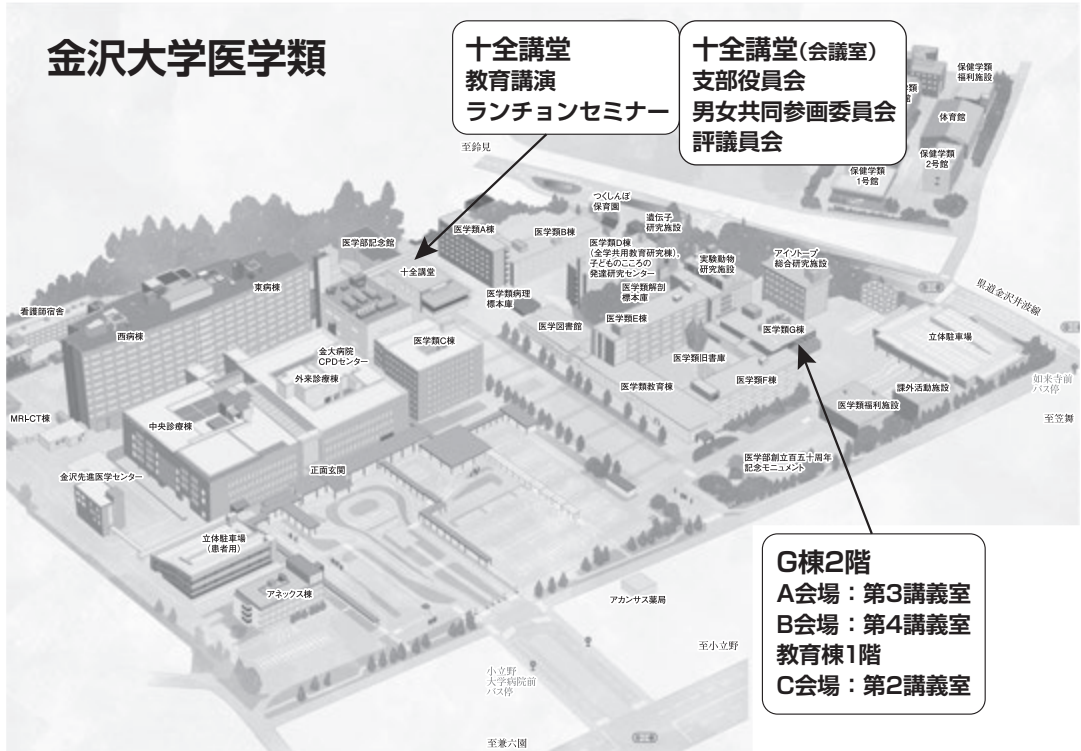 金沢大学医学類
十全講堂
教育講演
ランチョンセミナー
十全講堂(会議室)
支部役員会
男女共同参画委員会
評議員会
保健学類
福利施設
体育館
保健学類
2号館
保健学類
1号館
至鈴見
つくしんぼ
保育園
遺伝子
研究施設
医学部記念館
医学類A棟
医学類B棟
医学類D棟
(全学共用教育研究棟)、
子どものこころの
発達研究センター
実験動物
研究施設
アイソトープ
総合研究施設
十全講堂
東病棟
医学類病理
標本庫
医学類解剖
標本庫
県道金沢井波線
看護師宿舎
西病棟
医学類E棟
医学図書館
医学類G棟
立体駐車場
医学類C棟
金大病院
CPDセンター
外来診療棟
医学類旧書庫
医学類教育棟
医学類F棟
課外活動施設
如来寺前
バス停
医学類福利施設
至笠舞
MRI-CT棟
中央診療棟
正面玄関
医学部創立百五十周年
記念モニュメント
金沢先進医学センター
立体駐車場
(患者用)
アネックス棟
アカンサス薬局
G棟2階
A会場：第3講義室
B会場：第4講義室
教育棟1階
C会場：第2講義室
至小立野
小立野
大学病院前
バス停
至兼六園